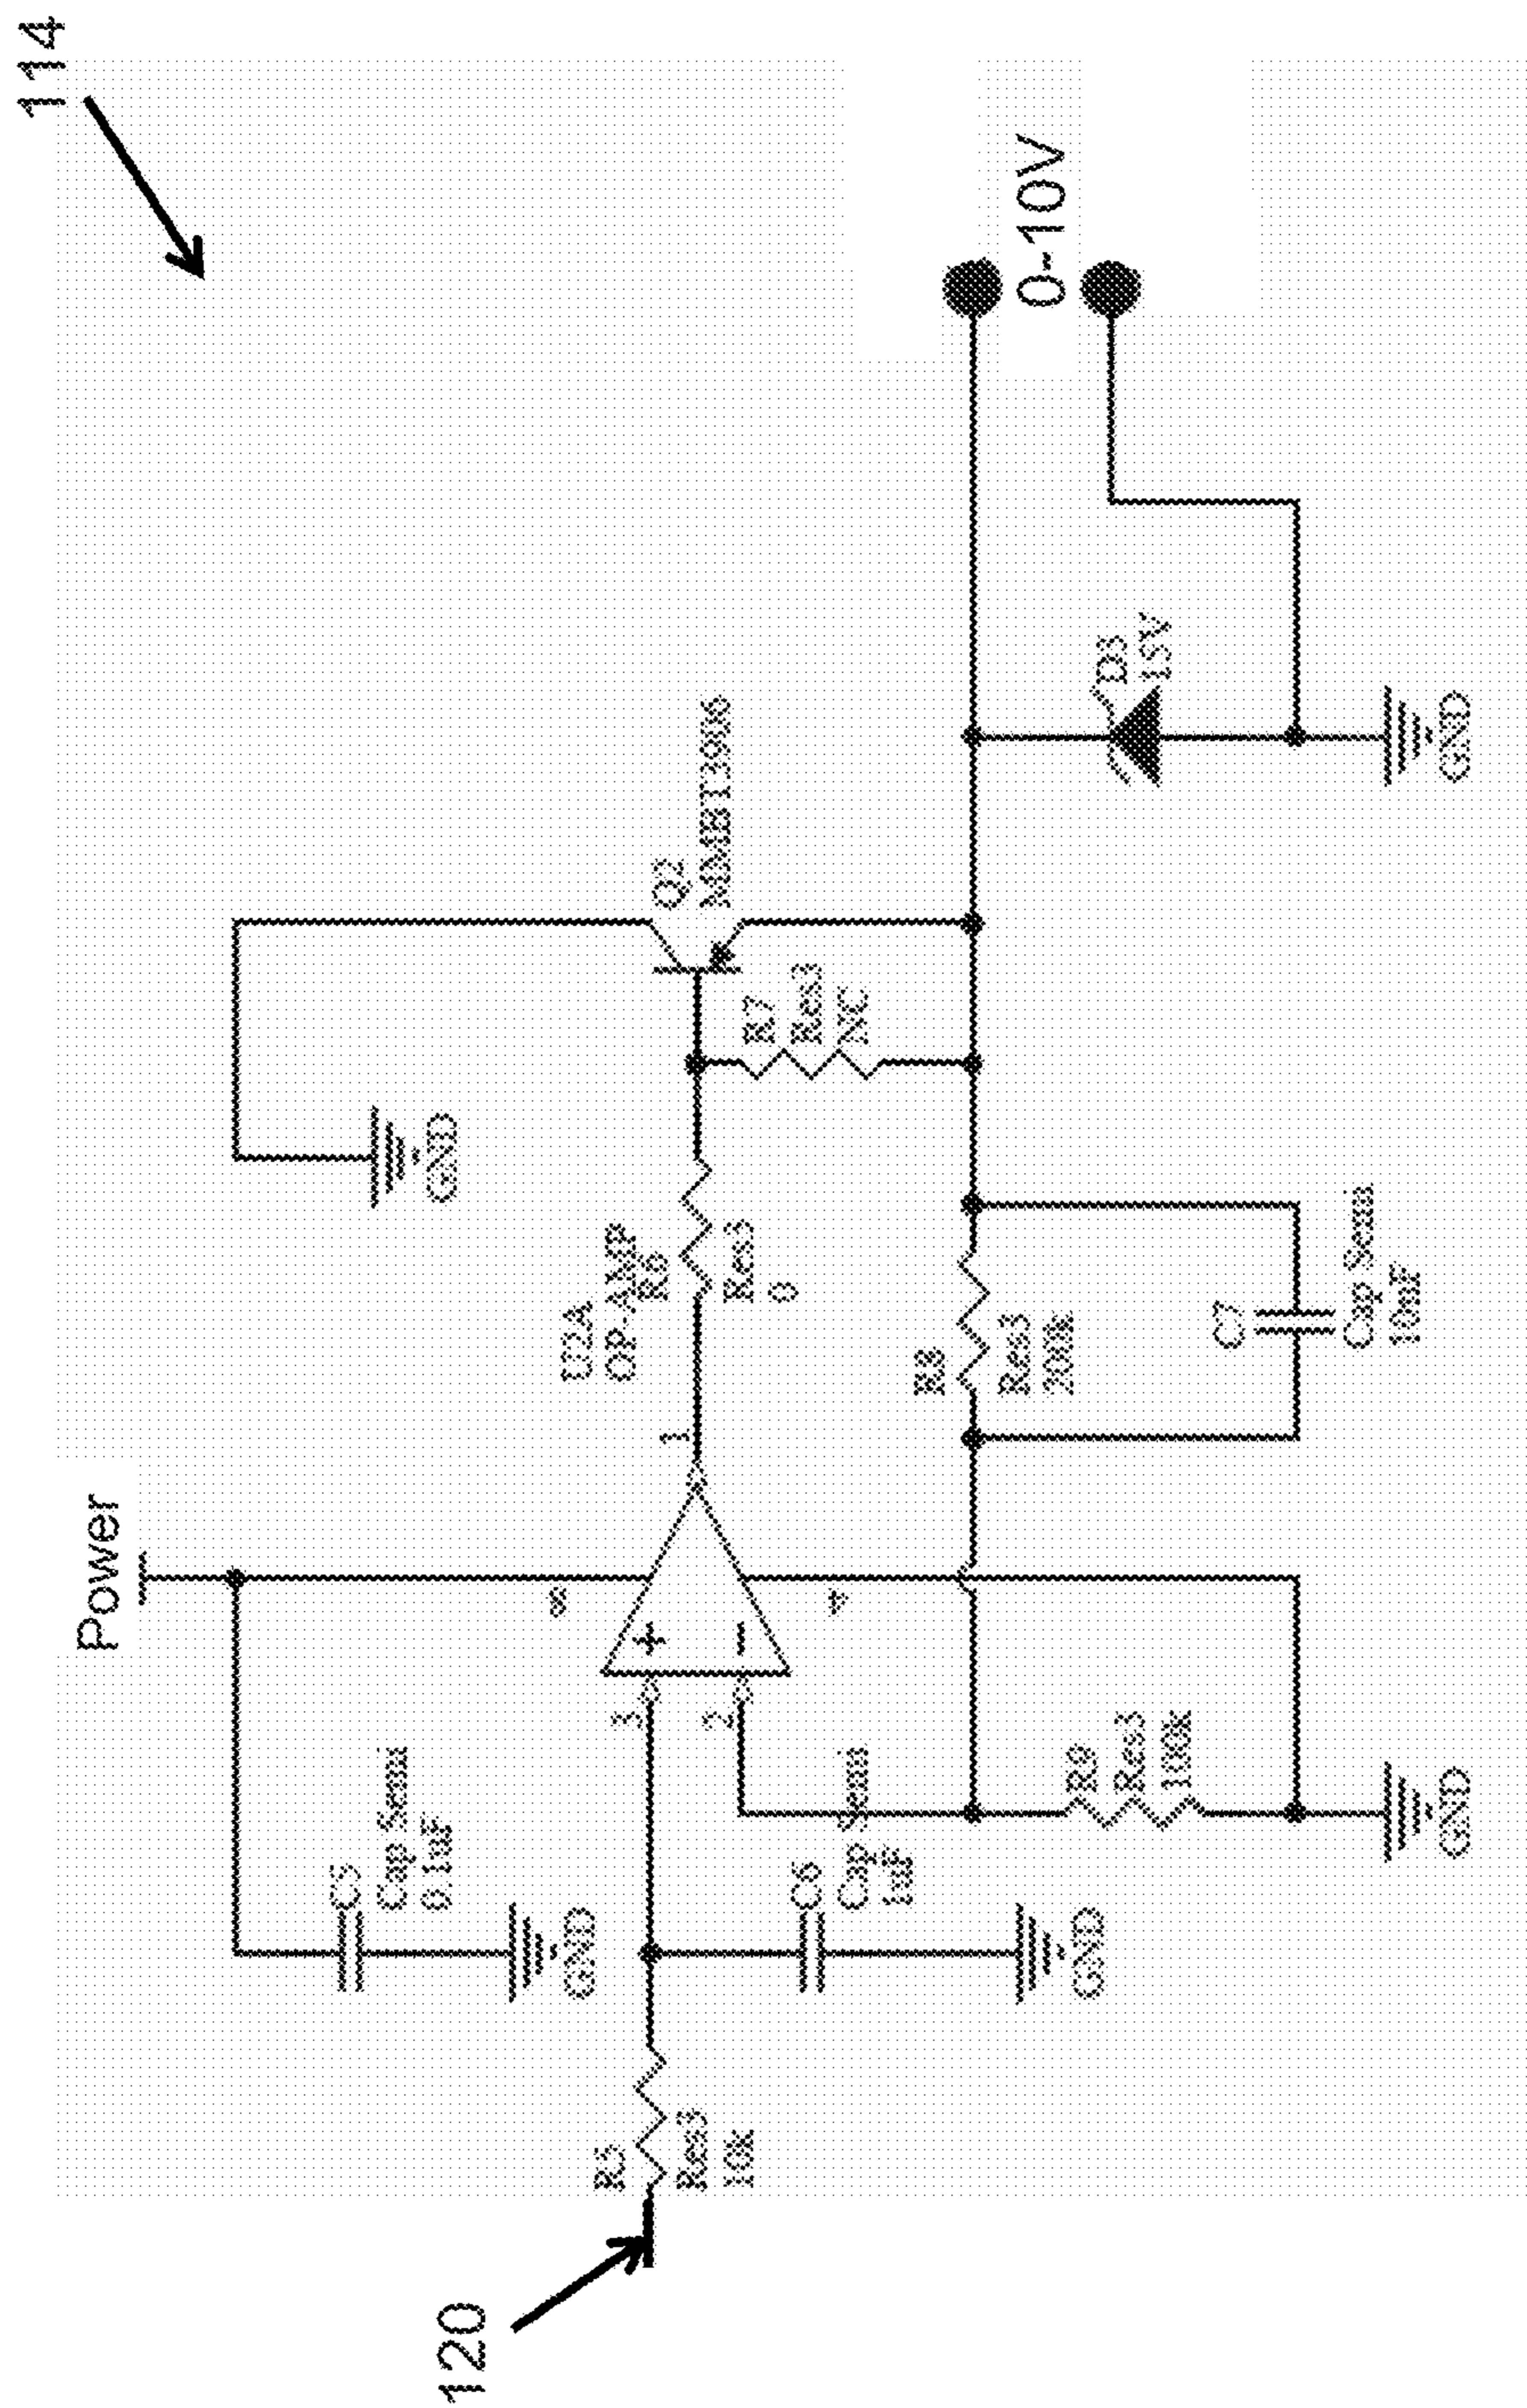 114
Power
C5
Cap Semi
0.1uF
GND
GND
U2A
OP-AMP
R6
Res3
0
Q2
MMBT3906
R7
Res3
NC
8
3
2
4
1
120
R5
Res3
10k
C6
Cap Semi
1uF
GND
R9
Res3
100k
GND
R8
Res3
200k
C7
Cap Semi
10nF
D3
15V
GND
0-10V